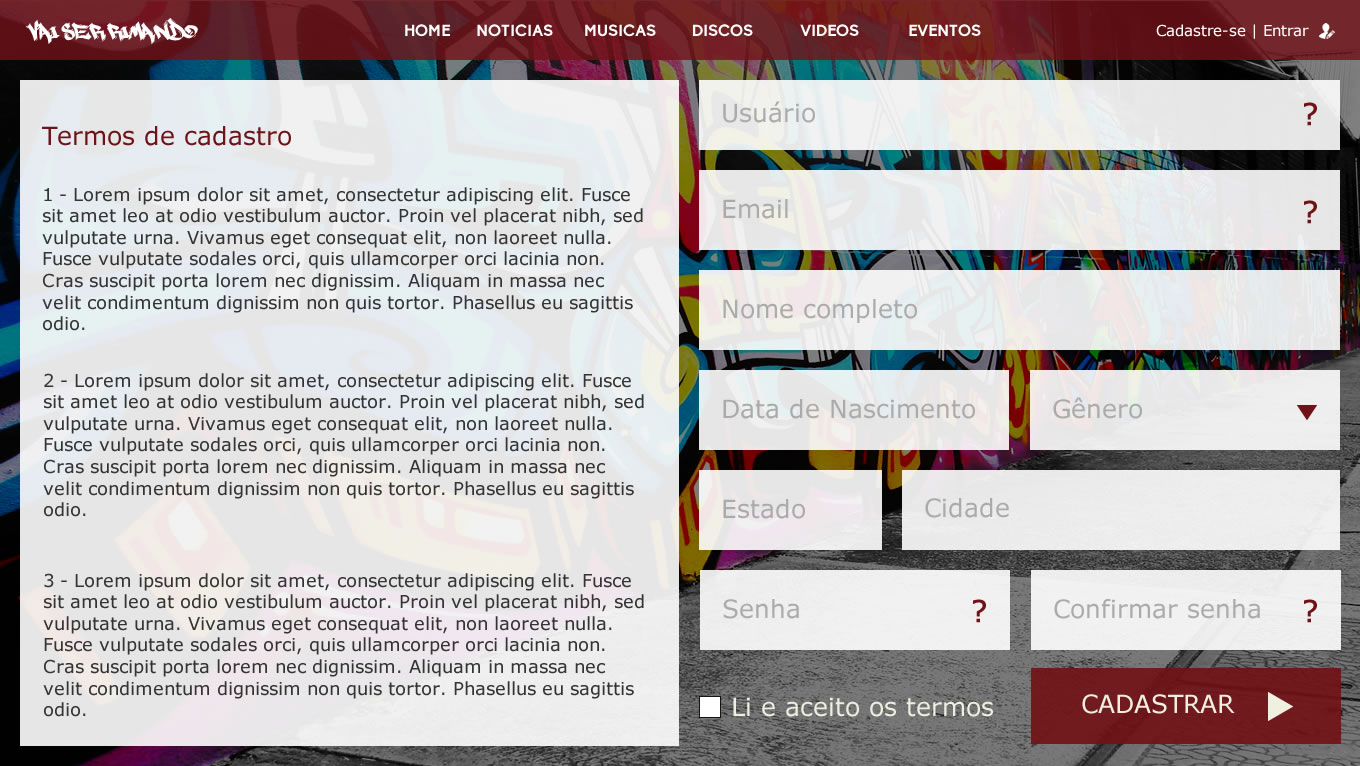 VAI SER RIMANDO
HOME NOTICIAS MUSICAS DISCOS VIDEOS EVENTOS
Cadastre-se | Entrar
Termos de cadastro
1 - Lorem ipsum dolor sit amet, consectetur adipiscing elit. Fusce
sit amet leo at odio vestibulum auctor. Proin vel placerat nibh, sed
vulputate urna. Vivamus eget consequat elit, non laoreet nulla.
Fusce vulputate sodales orci, quis ullamcorper orci lacinia non.
Cras suscipit porta lorem nec dignissim. Aliquam in massa nec
velit condimentum dignissim non quis tortor. Phasellus eu sagittis
odio.
2 - Lorem ipsum dolor sit amet, consectetur adipiscing elit. Fusce
sit amet leo at odio vestibulum auctor. Proin vel placerat nibh, sed
vulputate urna. Vivamus eget consequat elit, non laoreet nulla.
Fusce vulputate sodales orci, quis ullamcorper orci lacinia non.
Cras suscipit porta lorem nec dignissim. Aliquam in massa nec
velit condimentum dignissim non quis tortor. Phasellus eu sagittis
odio.
3 - Lorem ipsum dolor sit amet, consectetur adipiscing elit. Fusce
sit amet leo at odio vestibulum auctor. Proin vel placerat nibh, sed
vulputate urna. Vivamus eget consequat elit, non laoreet nulla.
Fusce vulputate sodales orci, quis ullamcorper orci lacinia non.
Cras suscipit porta lorem nec dignissim. Aliquam in massa nec
velit condimentum dignissim non quis tortor. Phasellus eu sagittis
odio.
Usuário ?
Email ?
Nome completo
Data de Nascimento Gênero
Estado Cidade
Senha ? Confirmar senha ?
Li e aceito os termos CADASTRAR